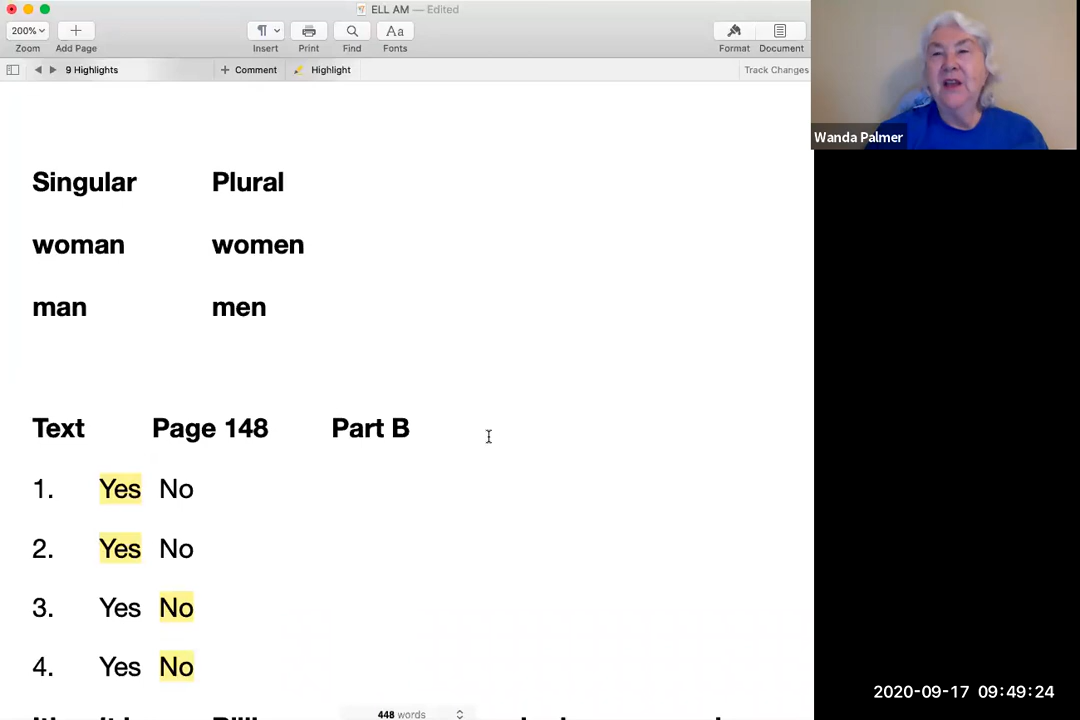 ELL AM — Edited
200%
Zoom Add Page Insert Print Find Aa Fonts Format Document
9 Highlights + Comment Highlight Track Changes
Wanda Palmer
Singular Plural
woman women
man men
Text Page 148 Part B
1. Yes No
2. Yes No
3. Yes No
4. Yes No
448 words
2020-09-17 09:49:24